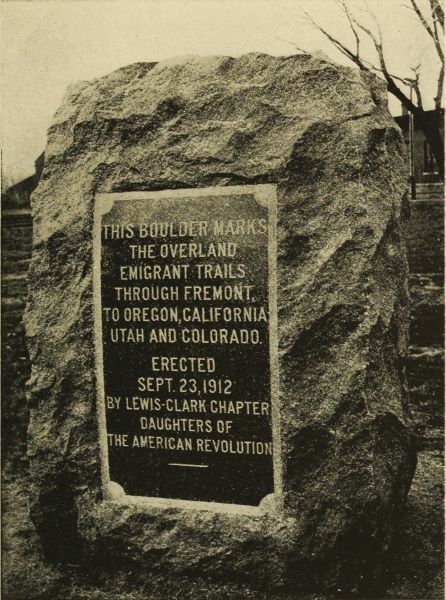 THIS BOULDER MARKS
THE OVERLAND
EMIGRANT TRAILS
THROUGH FREMONT,
TO OREGON, CALIFORNIA
UTAH AND COLORADO.
ERECTED
SEPT. 23, 1912
BY LEWIS-CLARK CHAPTER
DAUGHTERS OF
THE AMERICAN REVOLUTION